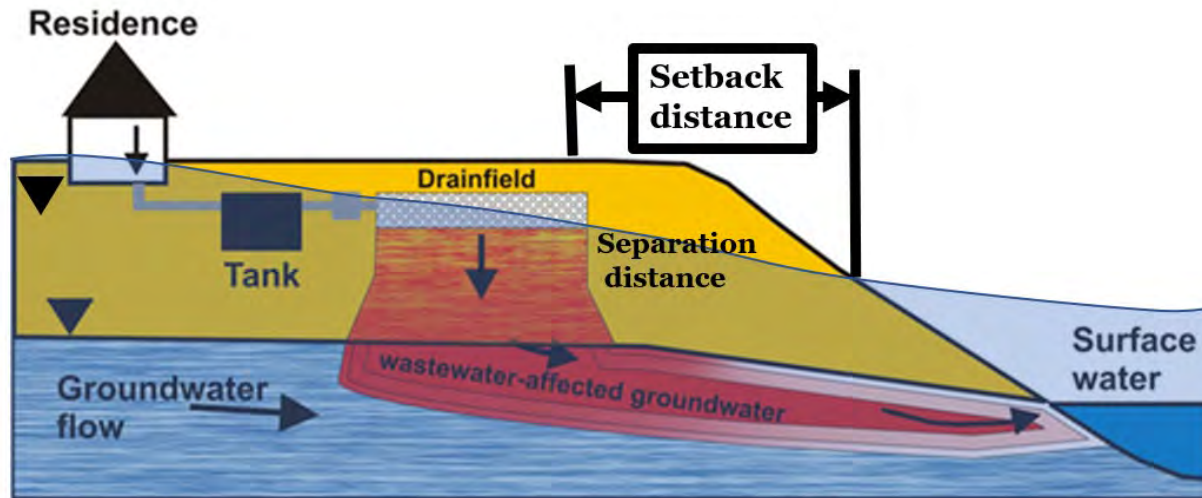 Residence
Setback
distance
Drainfield
Separation
distance
Tank
wastewater-affected groundwater
Groundwater
flow
Surface
water